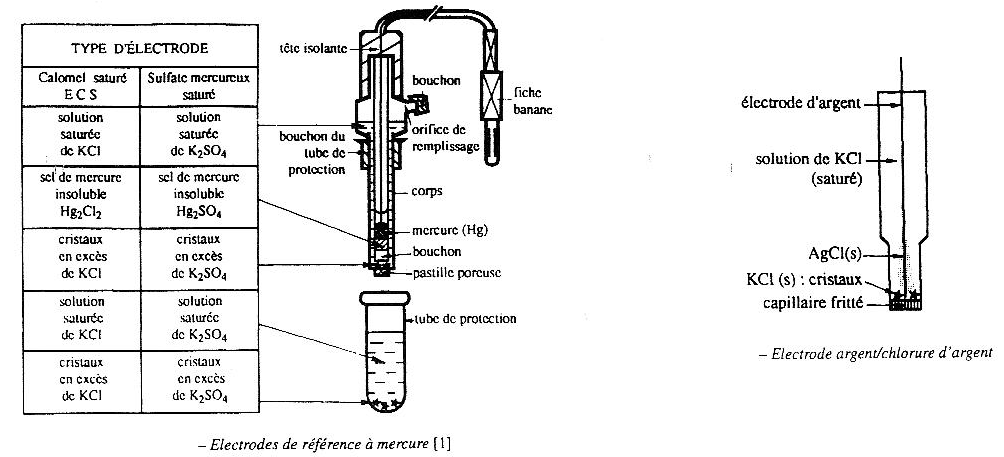 TYPE D'ÉLECTRODE
Calomel saturé
E C S
Sulfate mercureux
saturé
solution
saturée
de KCl
solution
saturée
de K2SO4
sel de mercure
insoluble
Hg2Cl2
sel de mercure
insoluble
Hg2SO4
cristaux
en excès
de KCl
cristaux
en excès
de K2SO4
solution
saturée
de KCl
solution
saturée
de K2SO4
cristaux
en excès
de KCl
cristaux
en excès
de K2SO4
tête isolante
bouchon
fiche
banane
orifice de
remplissage
bouchon du
tube de
protection
corps
mercure (Hg)
bouchon
pastille poreuse
tube de protection
– Electrodes de référence à mercure [1]
électrode d'argent
solution de KCl
(saturé)
AgCl(s)
KCl (s) : cristaux
capillaire fritté
– Electrode argent/chlorure d'argent